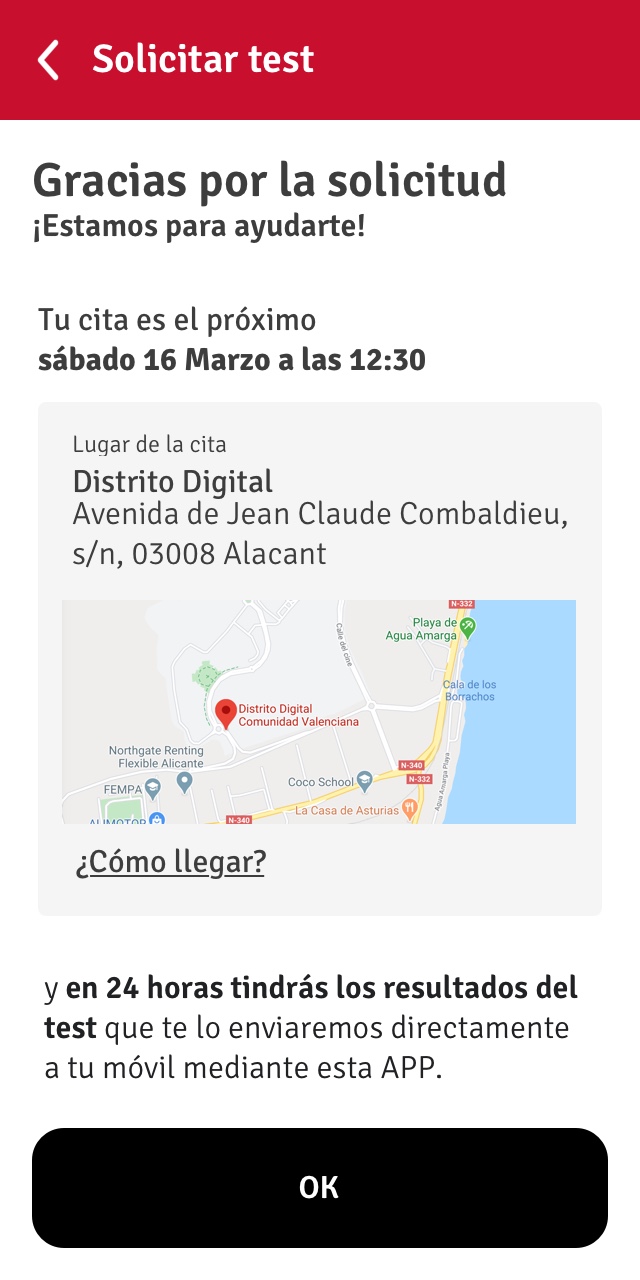 Solicitar test
Gracias por la solicitud
¡Estamos para ayudarte!
Tu cita es el próximo
sábado 16 Marzo a las 12:30
Lugar de la cita
Distrito Digital
Avenida de Jean Claude Combaldieu,
s/n, 03008 Alacant
N-332
Playa de
Agua Amarga
Calle del cine
Cala de los
Borrachos
Distrito Digital
Comunidad Valenciana
Northgate Renting
Flexible Alicante
N-340
N-332
Coco School
FEMPA
Agua Amarga Playa
La Casa de Asturias
ALIMOTOR
N-340
¿Cómo llegar?
y en 24 horas tindrás los resultados del
test que te lo enviaremos directamente
a tu móvil mediante esta APP.
OK